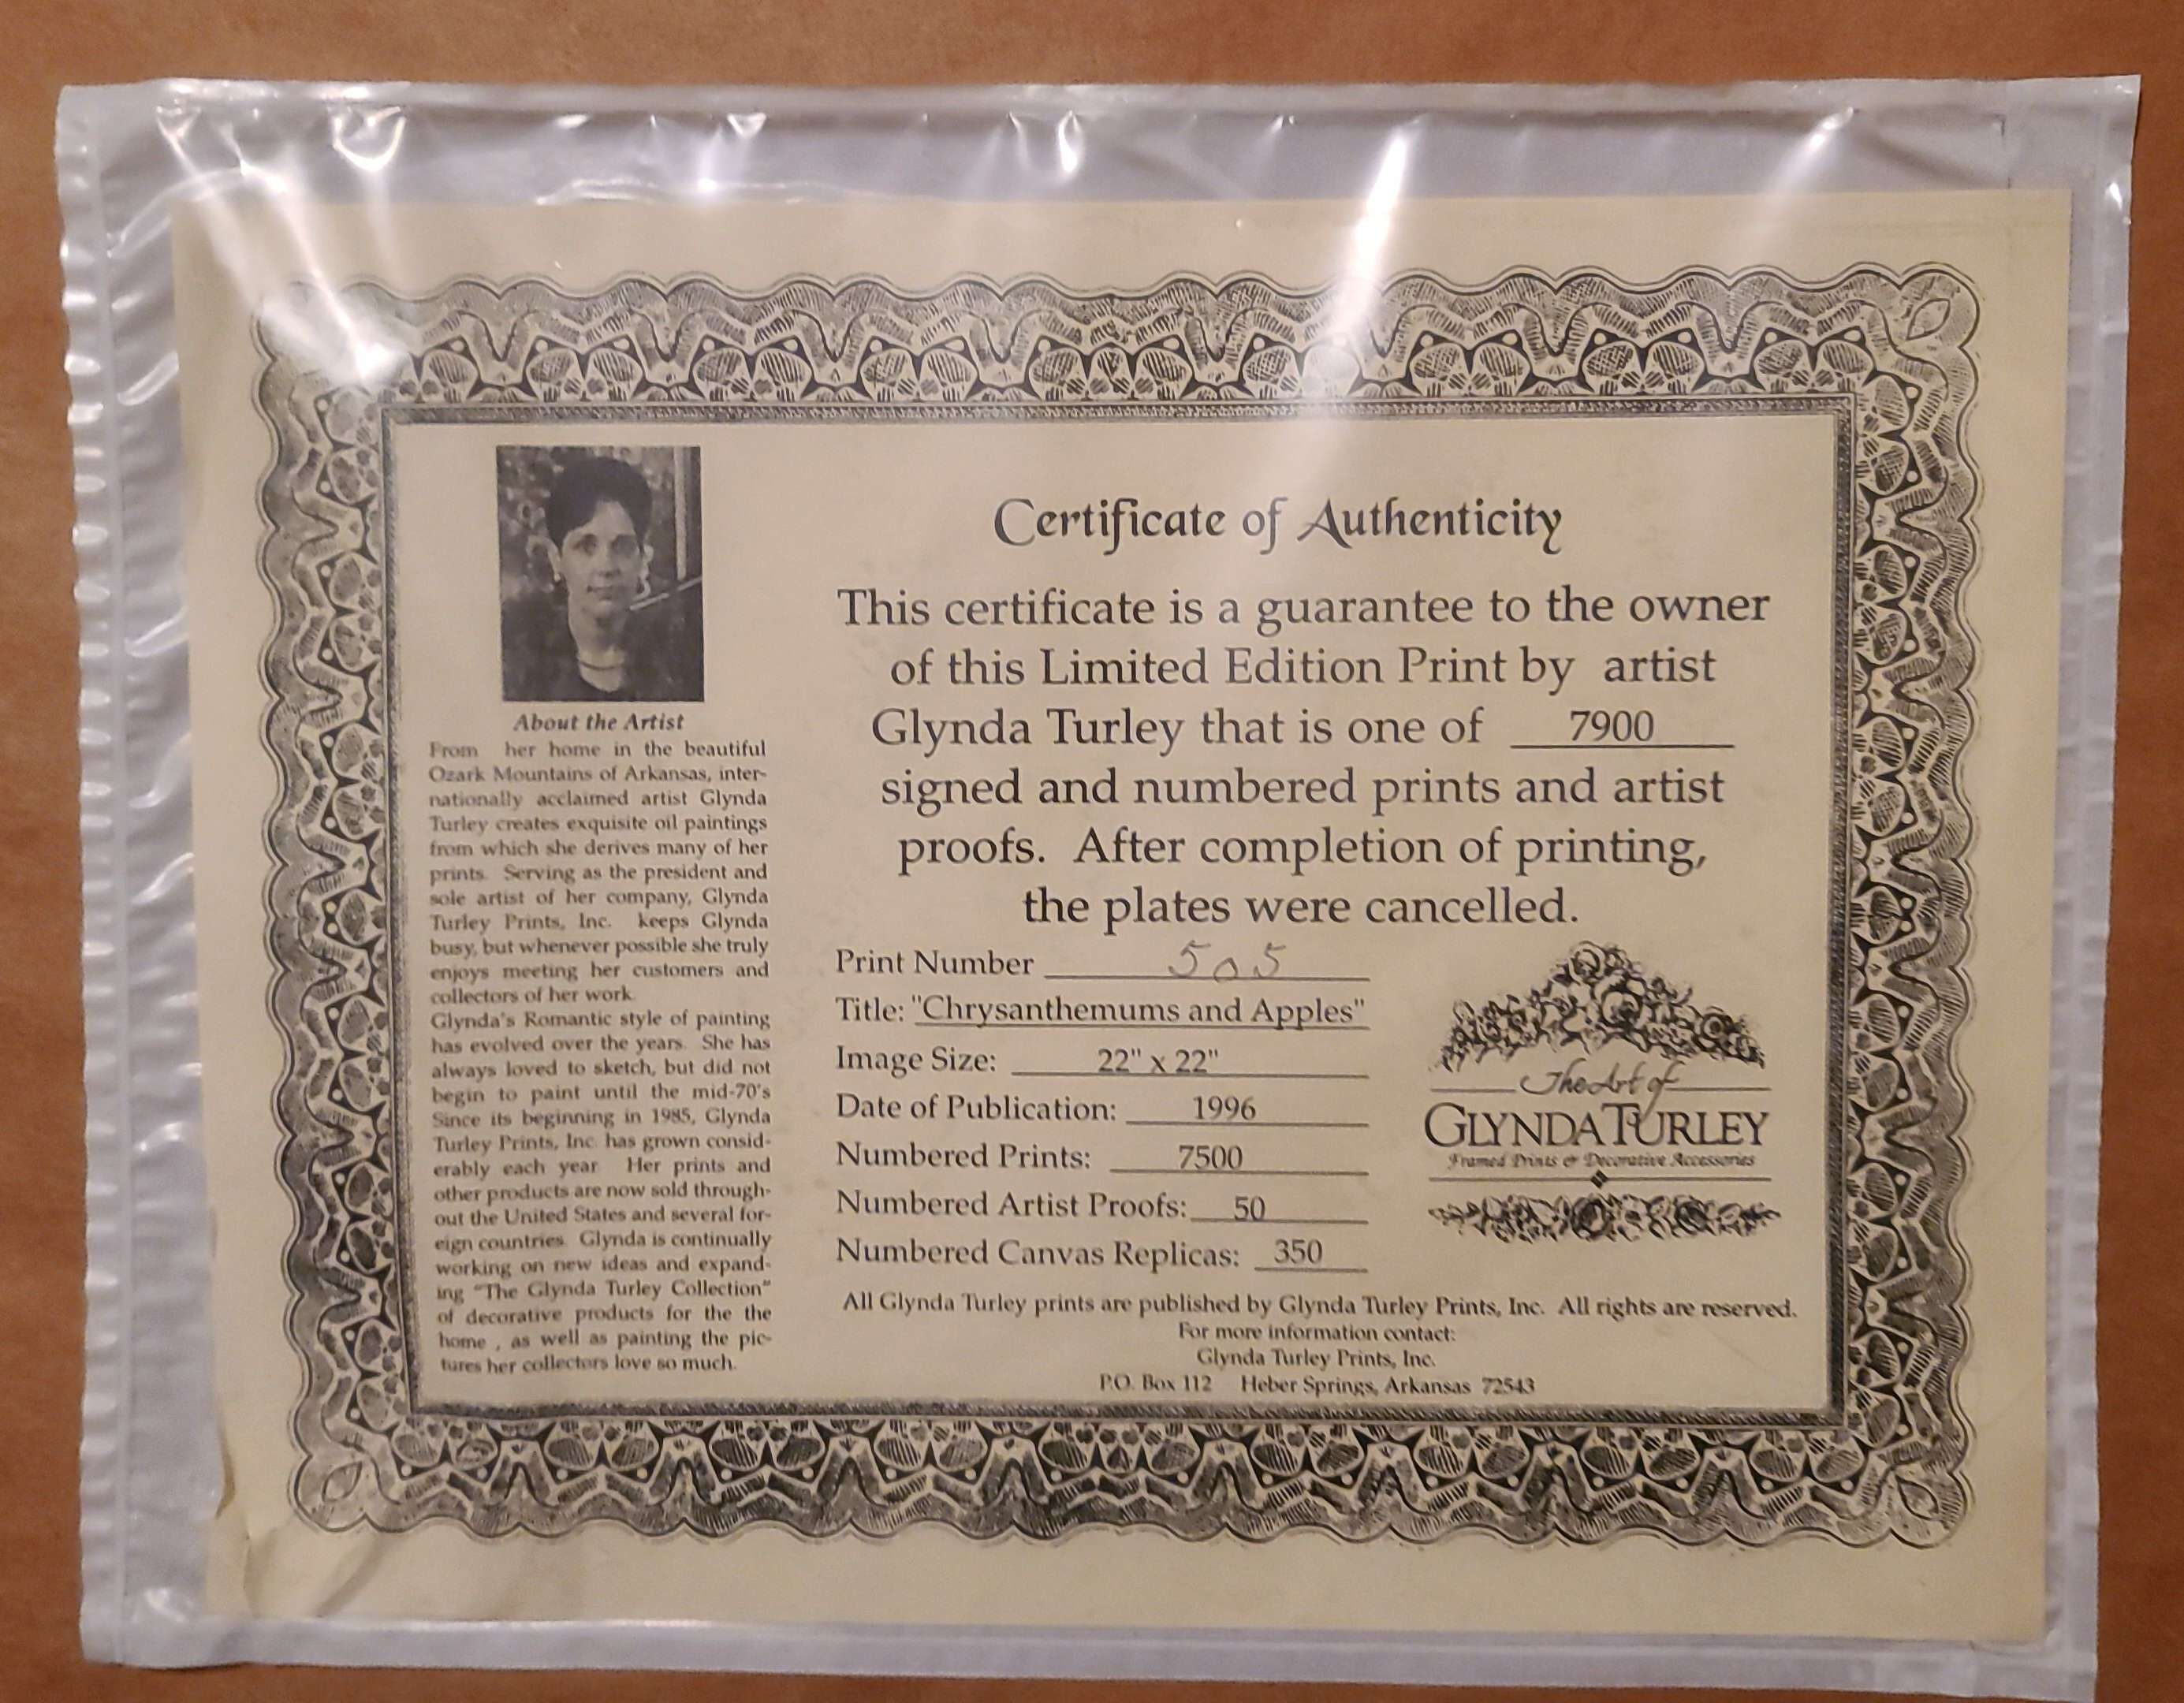 About the Artist
From her home in the beautiful
Ozark Mountains of Arkansas, inter-
nationally acclaimed artist Glynda
Turley creates exquisite oil paintings
from which she derives many of her
prints. Serving as the president and
sole artist of her company, Glynda
Turley Prints, Inc. keeps Glynda
busy, but whenever possible she truly
enjoys meeting her customers and
collectors of her work.
Glynda's Romantic style of painting
has evolved over the years. She has
always loved to sketch, but did not
begin to paint until the mid-70's
Since its beginning in 1985, Glynda
Turley Prints, Inc. has grown consid-
erably each year Her prints and
other products are now sold through-
out the United States and several for-
eign countries. Glynda is continually
working on new ideas and expand-
ing "The Glynda Turley Collection"
of decorative products for the the
home , as well as painting the pic-
tures her collectors love so much.
Certificate of Authenticity
This certificate is a guarantee to the owner
of this Limited Edition Print by artist
Glynda Turley that is one of 7900
signed and numbered prints and artist
proofs. After completion of printing,
the plates were cancelled.
Print Number 505
Title: "Chrysanthemums and Apples"
Image Size: 22" x 22"
Date of Publication: 1996
Numbered Prints: 7500
Numbered Artist Proofs: 50
Numbered Canvas Replicas: 350
The Art of
GLYNDA TURLEY
Framed Prints & Decorative Accessories
All Glynda Turley prints are published by Glynda Turley Prints, Inc. All rights are reserved.
For more information contact:
Glynda Turley Prints, Inc.
P.O. Box 112 Heber Springs, Arkansas 72543